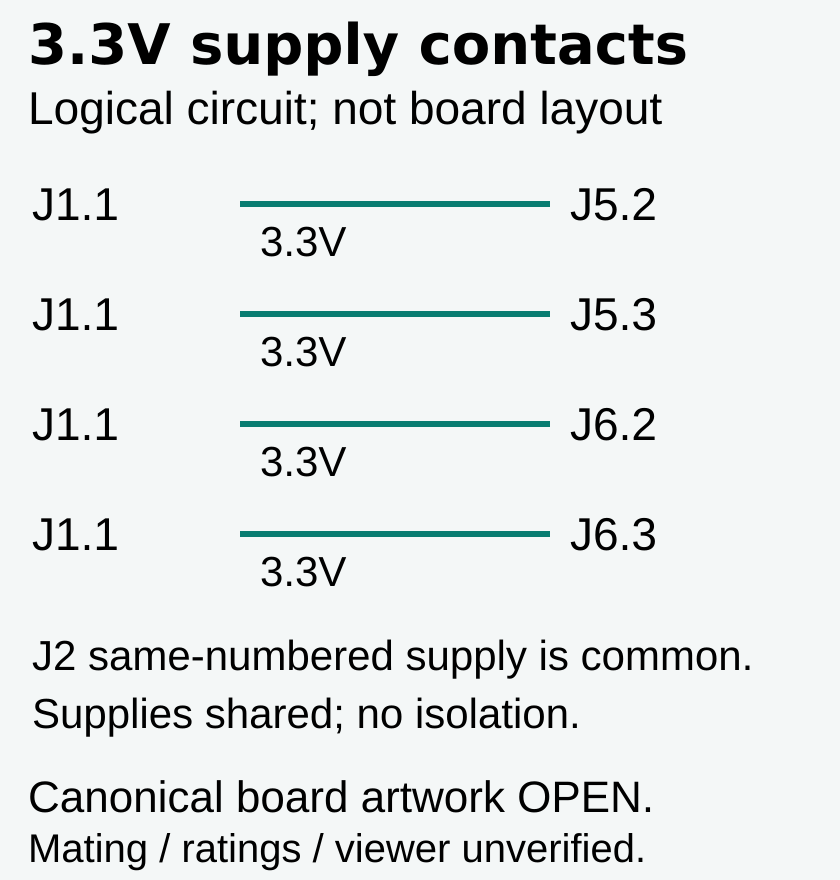 3.3V supply contacts
Logical circuit; not board layout
J1.1 J5.2
3.3V
J1.1 J5.3
3.3V
J1.1 J6.2
3.3V
J1.1 J6.3
3.3V
J2 same-numbered supply is common.
Supplies shared; no isolation.
Canonical board artwork OPEN.
Mating / ratings / viewer unverified.